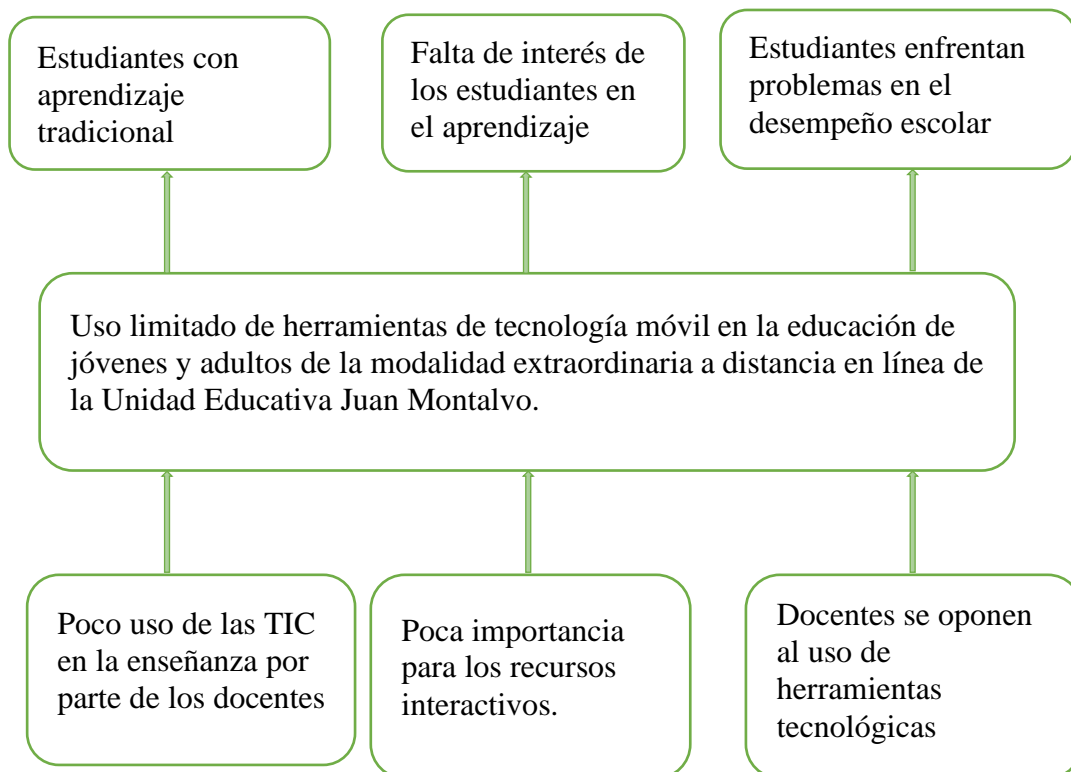 Estudiantes con
aprendizaje
tradicional
Falta de interés de
los estudiantes en
el aprendizaje
Estudiantes enfrentan
problemas en el
desempeño escolar
Uso limitado de herramientas de tecnología móvil en la educación de
jóvenes y adultos de la modalidad extraordinaria a distancia en línea de
la Unidad Educativa Juan Montalvo.
Poco uso de las TIC
en la enseñanza por
parte de los docentes
Poca importancia
para los recursos
interactivos.
Docentes se oponen
al uso de
herramientas
tecnológicas